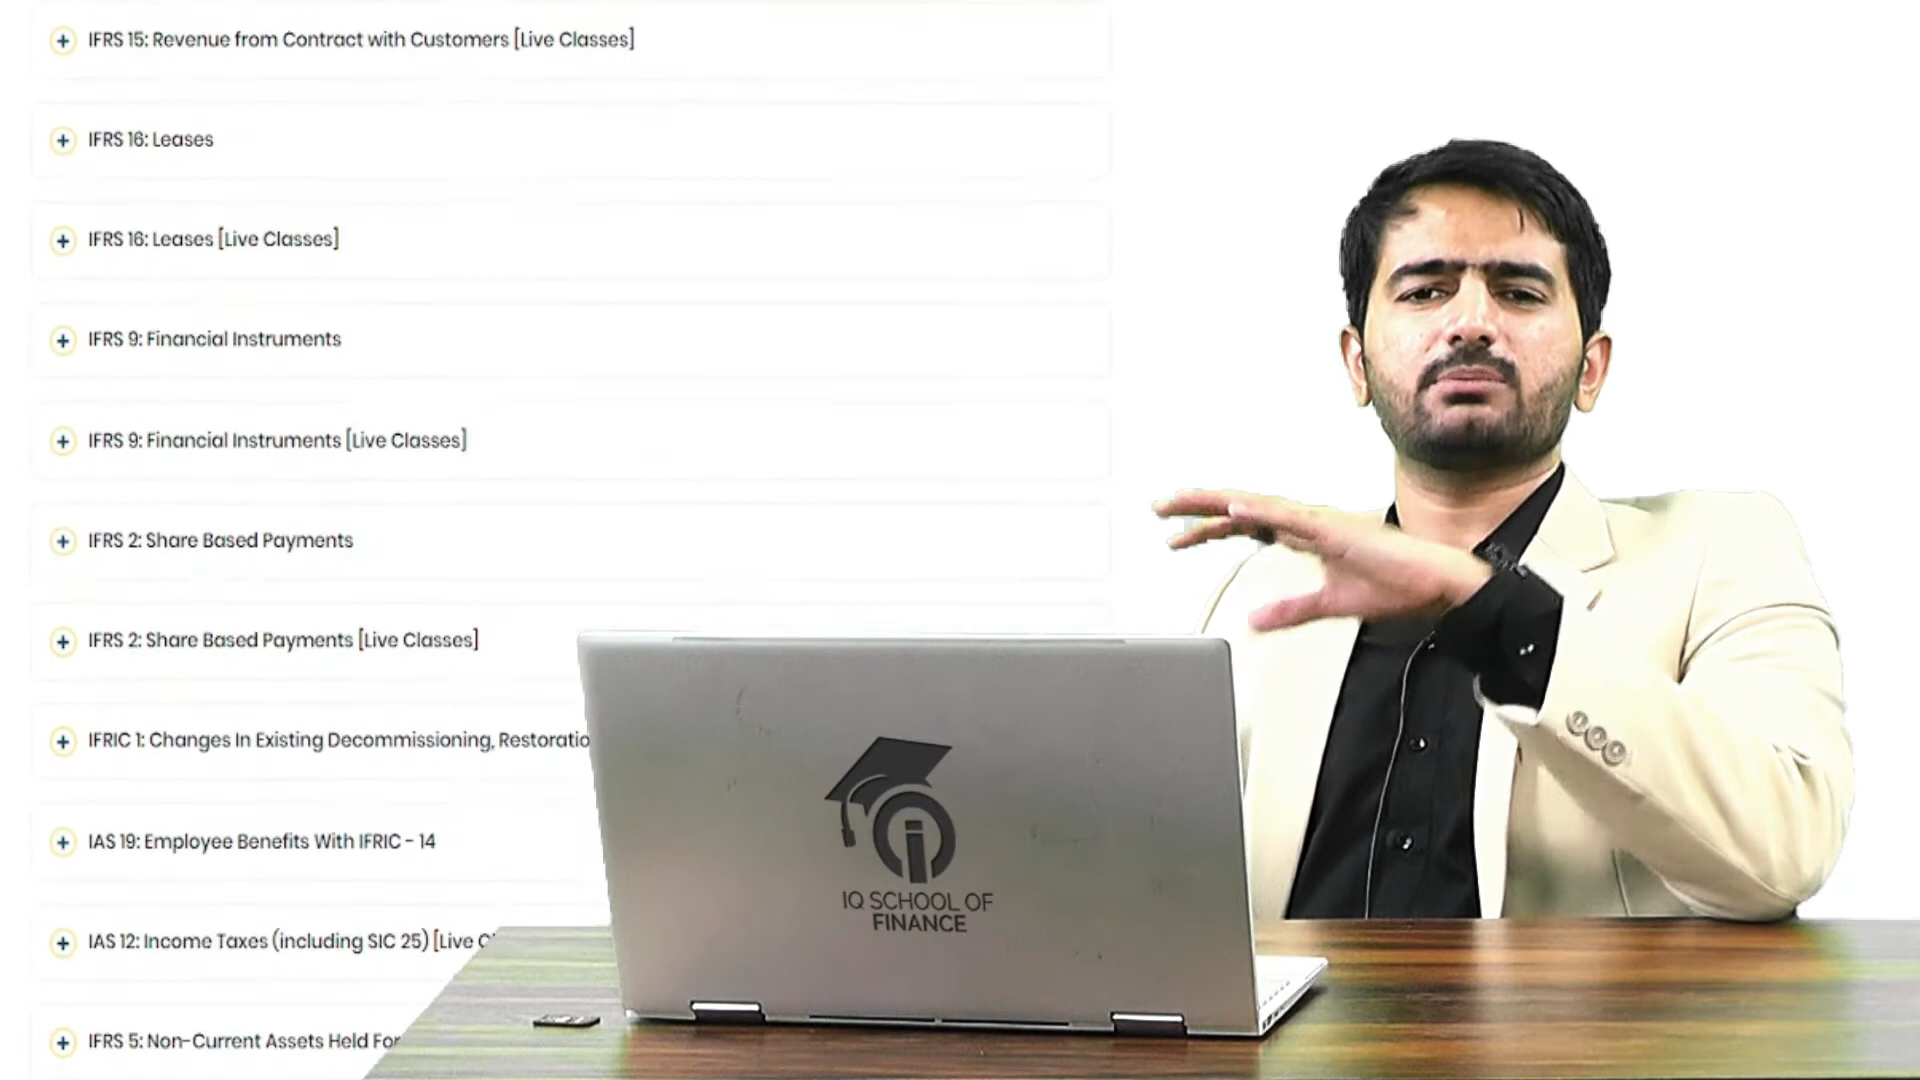 IFRS 15: Revenue from Contract with Customers [Live Classes]
IFRS 16: Leases
IFRS 16: Leases [Live Classes]
IFRS 9: Financial Instruments
IFRS 9: Financial Instruments [Live Classes]
IFRS 2: Share Based Payments
IFRS 2: Share Based Payments [Live Classes]
IFRIC 1: Changes In Existing Decommissioning,
IAS 19: Employee Benefits With IFRIC - 14
IAS 12: Income Taxes (including SIC 25) [Live
IFRS 5: Non-Current Assets Held For
IQ SCHOOL OF
FINANCE